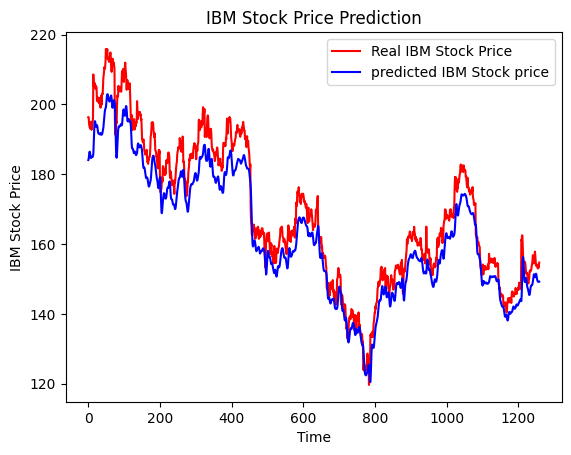 IBM Stock Price Prediction
Real IBM Stock Price
predicted IBM Stock price
IBM Stock Price
220
200
180
160
140
120
0 200 400 600 800 1000 1200
Time